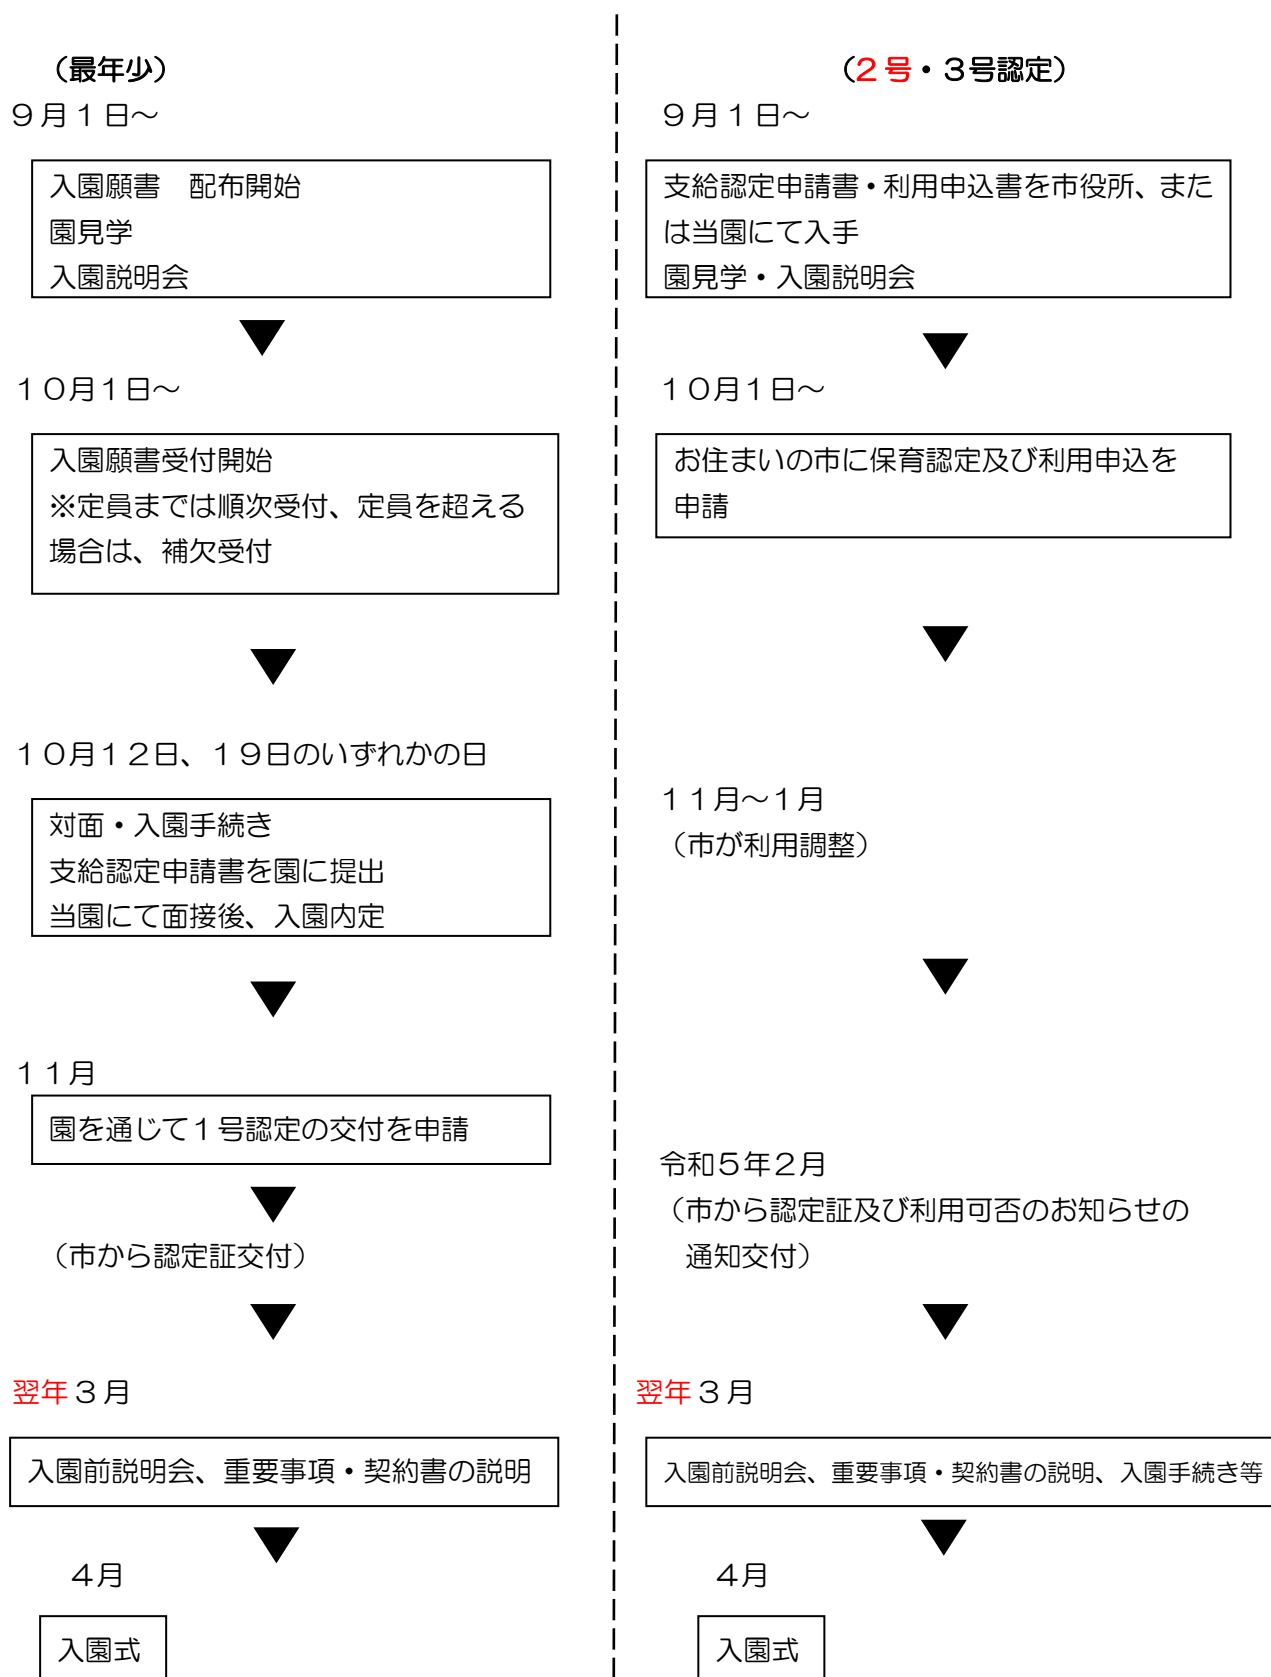 （最年少）
９月１日～
入園願書　配布開始
園見学
入園説明会
１０月１日～
入園願書受付開始
※定員までは順次受付、定員を超える
場合は、補欠受付
１０月１２日、１９日のいずれかの日
対面・入園手続き
支給認定申請書を園に提出
当園にて面接後、入園内定
１１月
園を通じて１号認定の交付を申請
（市から認定証交付）
翌年３月
入園前説明会、重要事項・契約書の説明
４月
入園式
（２号・３号認定）
９月１日～
支給認定申請書・利用申込書を市役所、また
は当園にて入手
園見学・入園説明会
１０月１日～
お住まいの市に保育認定及び利用申込を
申請
１１月～１月
（市が利用調整）
令和５年２月
（市から認定証及び利用可否のお知らせの
通知交付）
翌年３月
入園前説明会、重要事項・契約書の説明、入園手続き等
４月
入園式